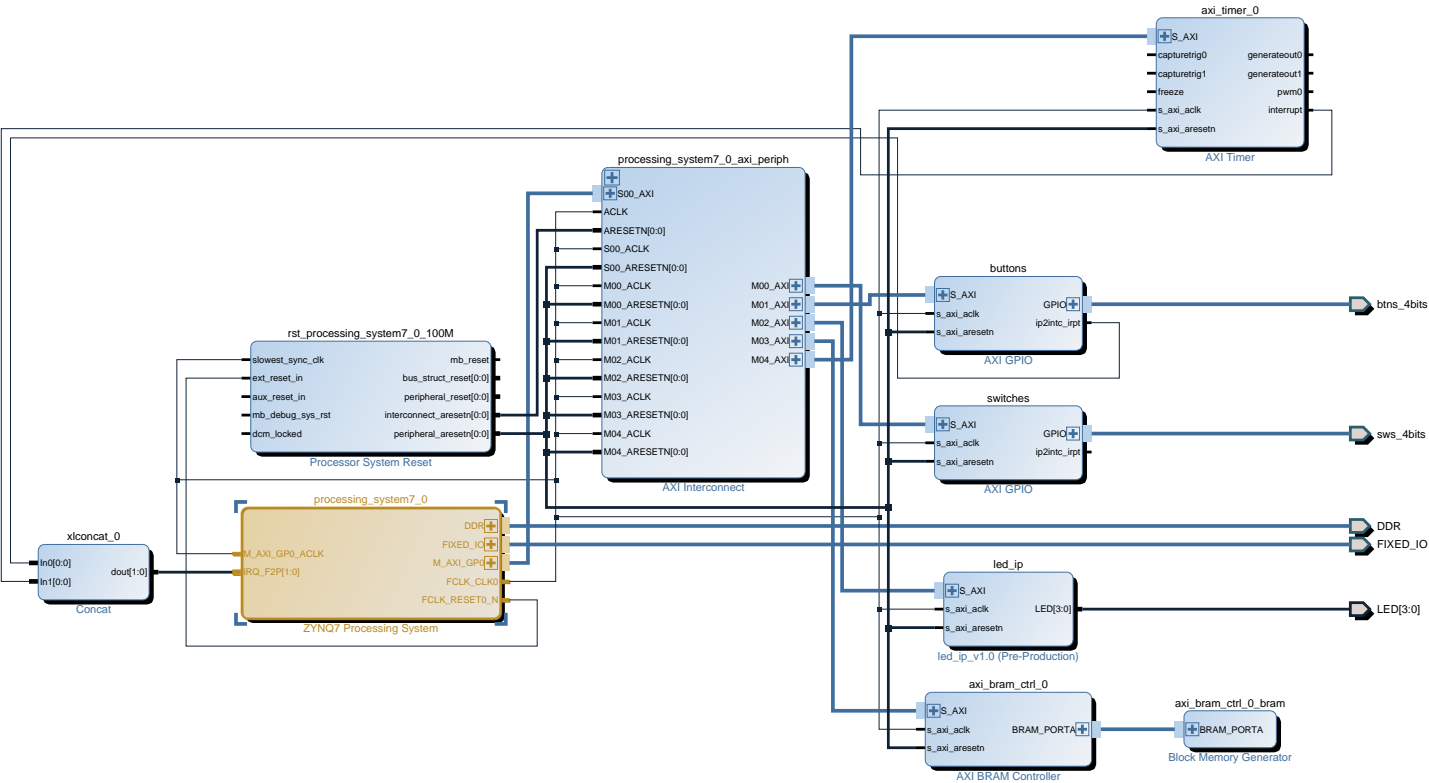 axi_timer_0
S_AXI
capturetrig0
capturetrig1
freeze
s_axi_aclk
s_axi_aresetn
generateout0
generateout1
pwm0
interrupt
AXI Timer
processing_system7_0_axi_periph
S00_AXI
ACLK
ARESETN[0:0]
S00_ACLK
S00_ARESETN[0:0]
M00_ACLK
M00_ARESETN[0:0]
M01_ACLK
M01_ARESETN[0:0]
M02_ACLK
M02_ARESETN[0:0]
M03_ACLK
M03_ARESETN[0:0]
M04_ACLK
M04_ARESETN[0:0]
M00_AXI
M01_AXI
M02_AXI
M03_AXI
M04_AXI
AXI Interconnect
buttons
S_AXI
s_axi_aclk
s_axi_aresetn
GPIO
ip2intc_irpt
AXI GPIO
btns_4bits
rst_processing_system7_0_100M
slowest_sync_clk
ext_reset_in
aux_reset_in
mb_debug_sys_rst
dcm_locked
mb_reset
bus_struct_reset[0:0]
peripheral_reset[0:0]
interconnect_aresetn[0:0]
peripheral_aresetn[0:0]
Processor System Reset
switches
S_AXI
s_axi_aclk
s_axi_aresetn
GPIO
ip2intc_irpt
AXI GPIO
sws_4bits
processing_system7_0
M_AXI_GP0_ACLK
IRQ_F2P[1:0]
DDR
FIXED_IO
M_AXI_GP0
FCLK_CLK0
FCLK_RESET0_N
ZYNQ7 Processing System
DDR
FIXED_IO
xlconcat_0
In0[0:0]
In1[0:0]
dout[1:0]
Concat
led_ip
S_AXI
s_axi_aclk
s_axi_aresetn
LED[3:0]
led_ip_v1.0 (Pre-Production)
LED[3:0]
axi_bram_ctrl_0
S_AXI
s_axi_aclk
s_axi_aresetn
BRAM_PORTA
AXI BRAM Controller
axi_bram_ctrl_0_bram
BRAM_PORTA
Block Memory Generator